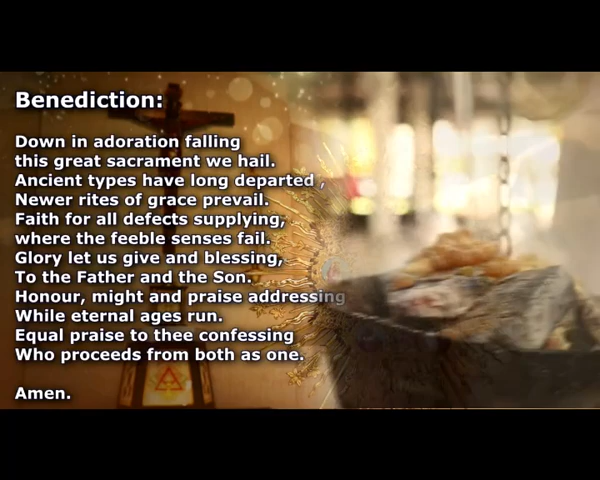 Benediction:
Down in adoration falling
this great sacrament we hail.
Ancient types have long departed ,
Newer rites of grace prevail.
Faith for all defects supplying,
where the feeble senses fail.
Glory let us give and blessing,
To the Father and the Son.
Honour, might and praise addressing
While eternal ages run.
Equal praise to thee confessing
Who proceeds from both as one.
Amen.